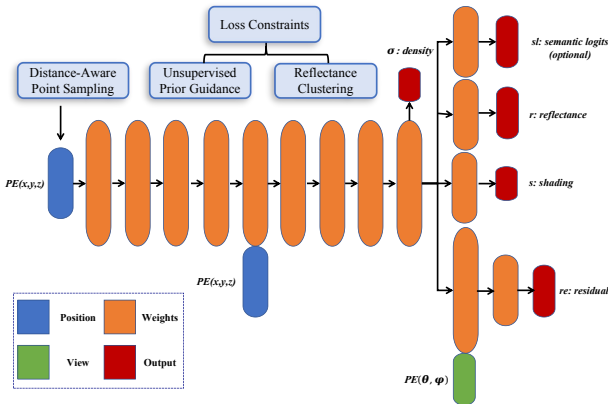 Loss Constraints
Distance-Aware
Point Sampling
Unsupervised
Prior Guidance
Reflectance
Clustering
σ : density
sl: semantic logits
(optional)
r: reflectance
PE(x,y,z)
s: shading
PE(x,y,z)
re: residual
Position
Weights
View
Output
PE(θ, φ)